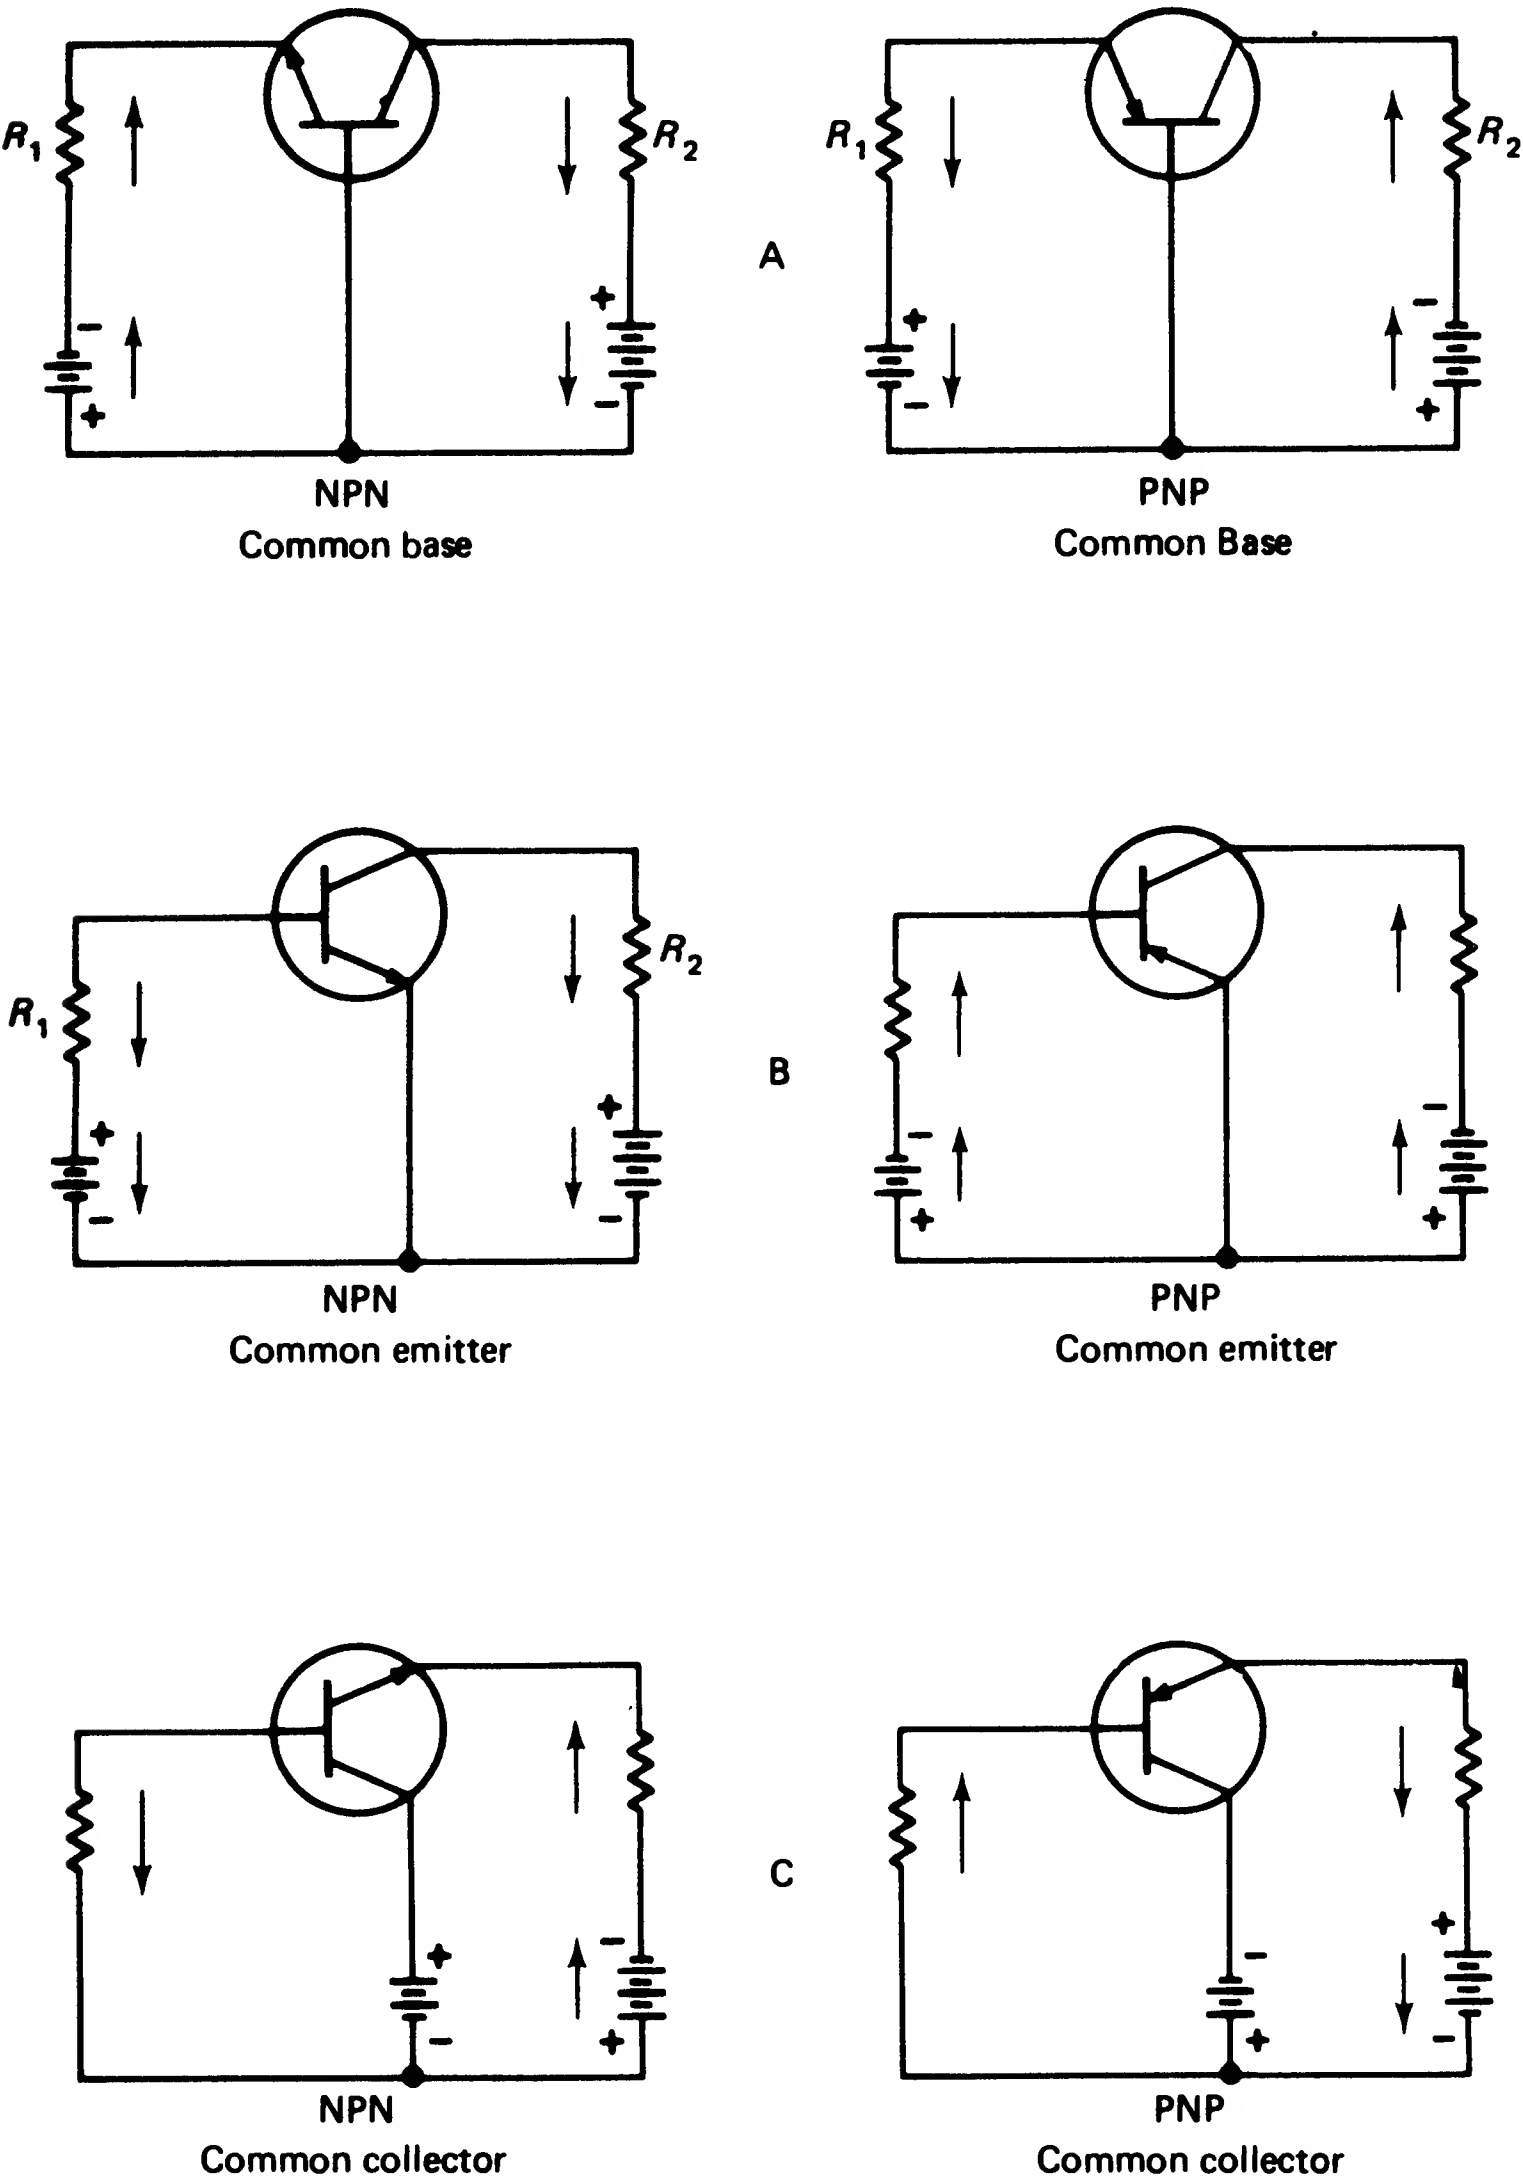 R1
R2
−
+
+
−
NPN
Common base
A
R1
R2
+
−
−
+
PNP
Common Base
R1
R2
+
−
+
−
NPN
Common emitter
B
−
+
−
+
PNP
Common emitter
+
−
−
+
NPN
Common collector
C
−
+
+
−
PNP
Common collector